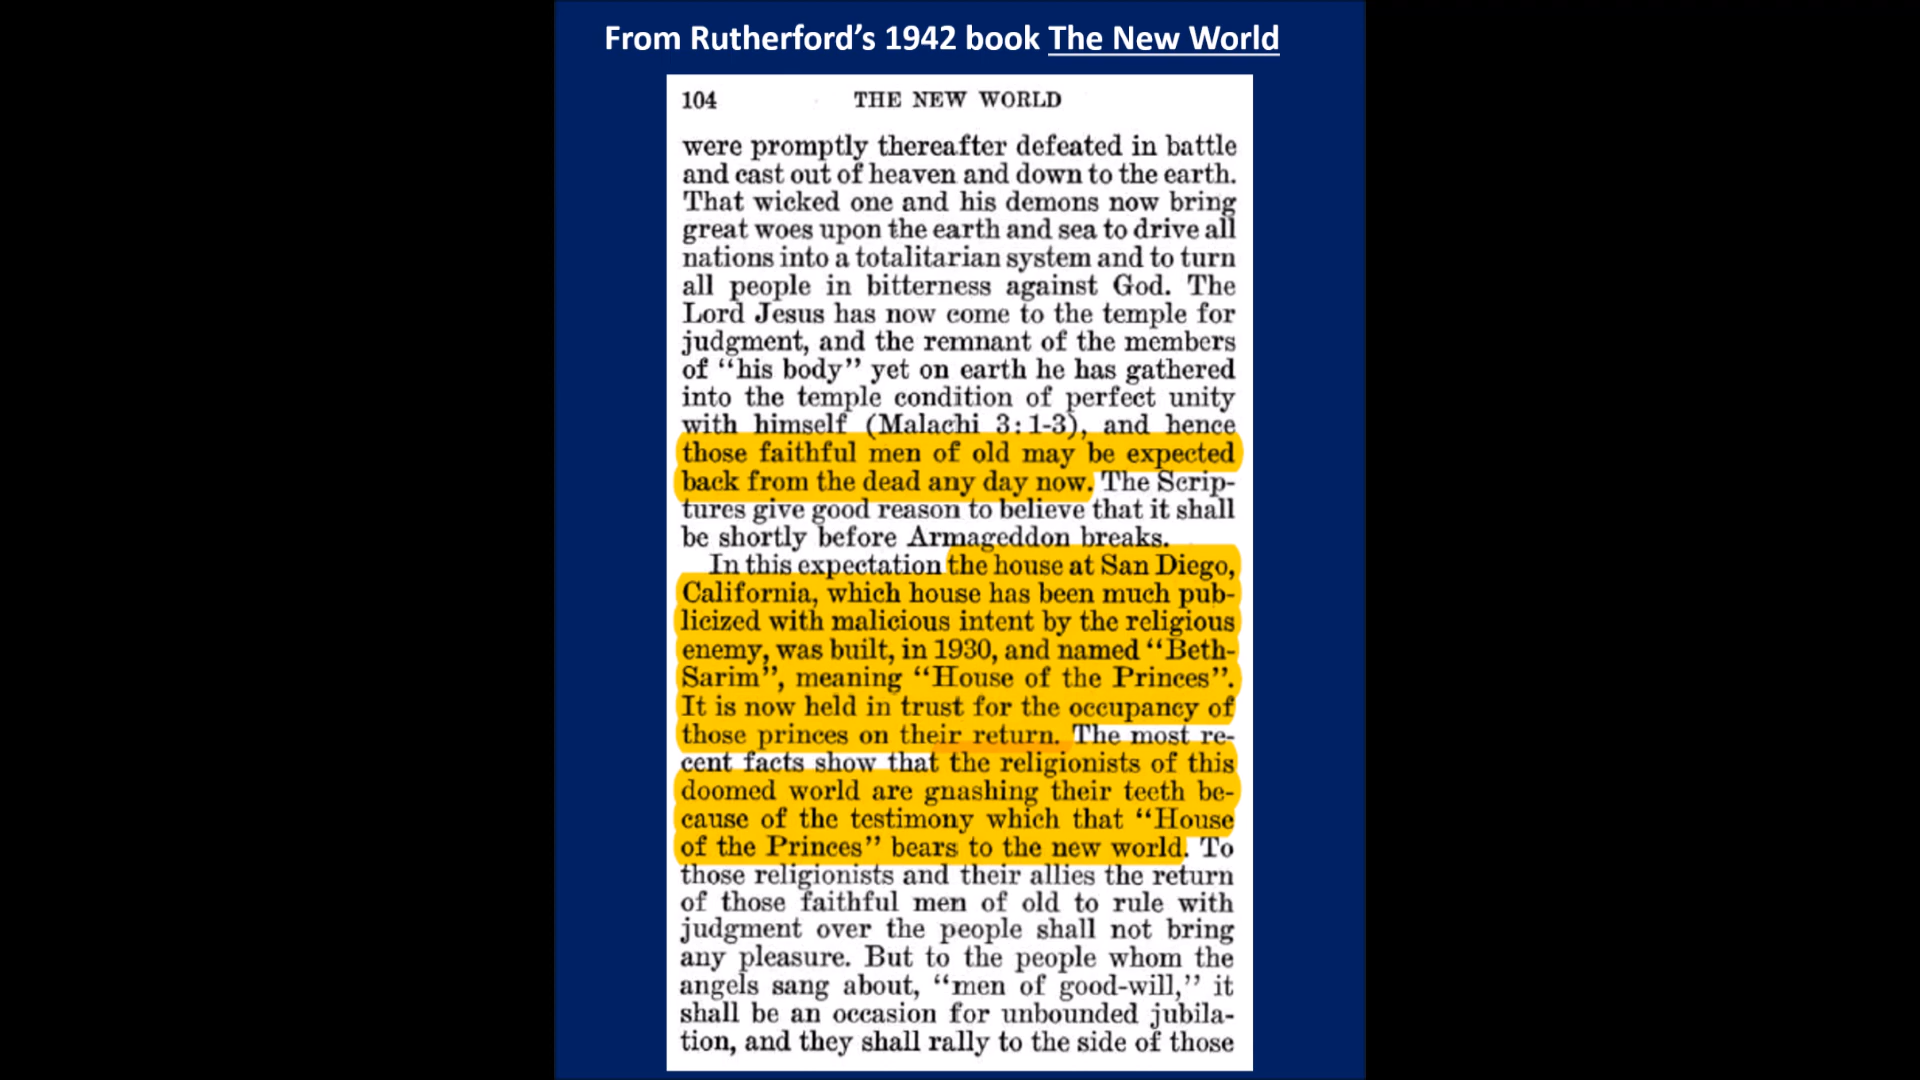 From Rutherford’s 1942 book The New World
104 THE NEW WORLD
were promptly thereafter defeated in battle
and cast out of heaven and down to the earth.
That wicked one and his demons now bring
great woes upon the earth and sea to drive all
nations into a totalitarian system and to turn
all people in bitterness against God. The
Lord Jesus has now come to the temple for
judgment, and the remnant of the members
of “his body” yet on earth he has gathered
into the temple condition of perfect unity
with himself (Malachi 3:1-3), and hence
those faithful men of old may be expected
back from the dead any day now. The Scrip-
tures give good reason to believe that it shall
be shortly before Armageddon breaks.
In this expectation the house at San Diego,
California, which house has been much pub-
licized with malicious intent by the religious
enemy, was built, in 1930, and named “Beth-
Sarim”, meaning “House of the Princes”.
It is now held in trust for the occupancy of
those princes on their return. The most re-
cent facts show that the religionists of this
doomed world are gnashing their teeth be-
cause of the testimony which that “House
of the Princes” bears to the new world. To
those religionists and their allies the return
of those faithful men of old to rule with
judgment over the people shall not bring
any pleasure. But to the people whom the
angels sang about, “men of good-will,” it
shall be an occasion for unbounded jubila-
tion, and they shall rally to the side of those